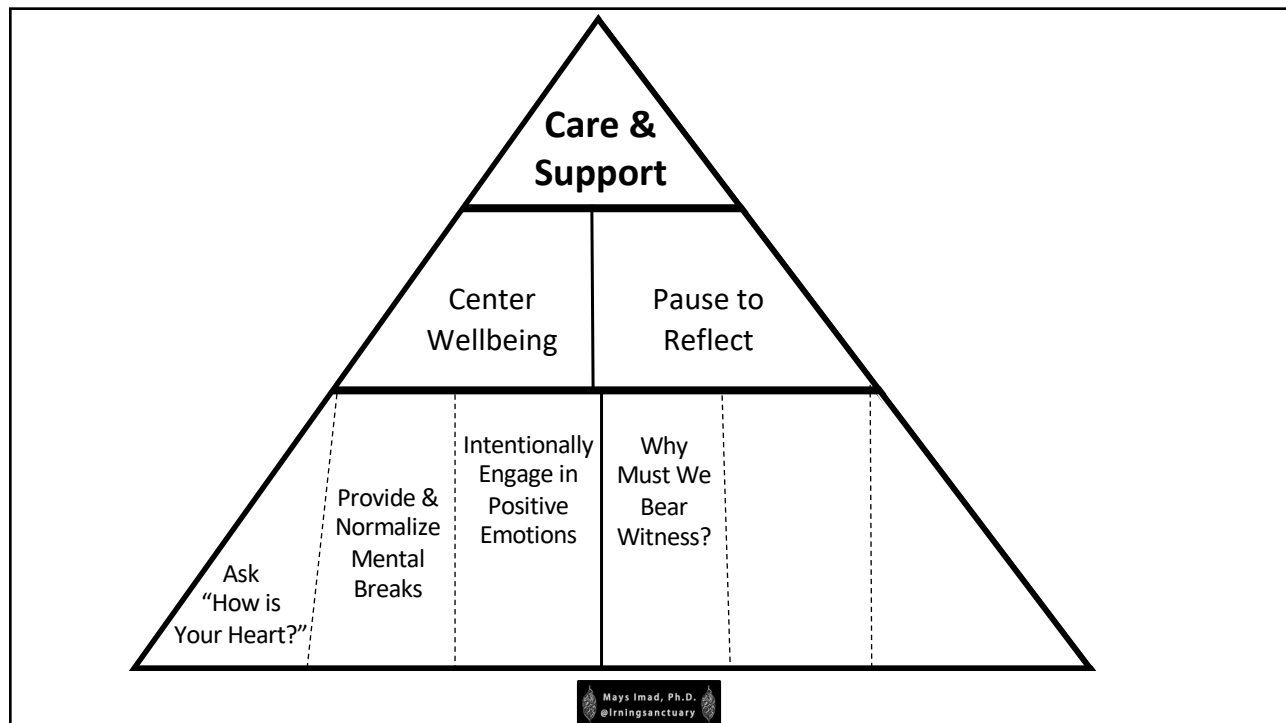 Care &
Support
Center
Wellbeing
Pause to
Reflect
Ask
“How is
Your Heart?”
Provide &
Normalize
Mental
Breaks
Intentionally
Engage in
Positive
Emotions
Why
Must We
Bear
Witness?
Mays Imad, Ph.D.
@lrningsanctuary